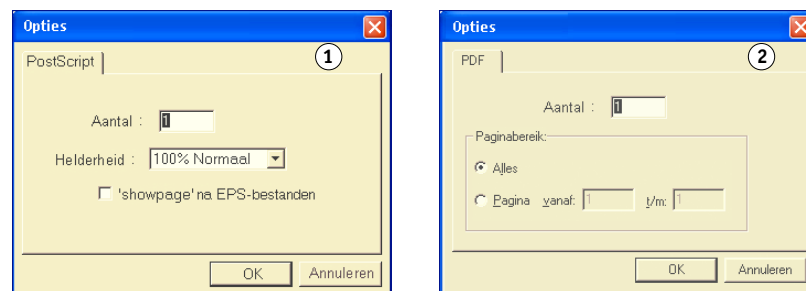 Opties
1
PostScript
Aantal : 1
Helderheid : 100% Normaal
'showpage' na EPS-bestanden
OK Annuleren
Opties
2
PDF
Aantal : 1
Paginabereik:
Alles
Pagina vanaf: 1 t/m: 1
OK Annuleren